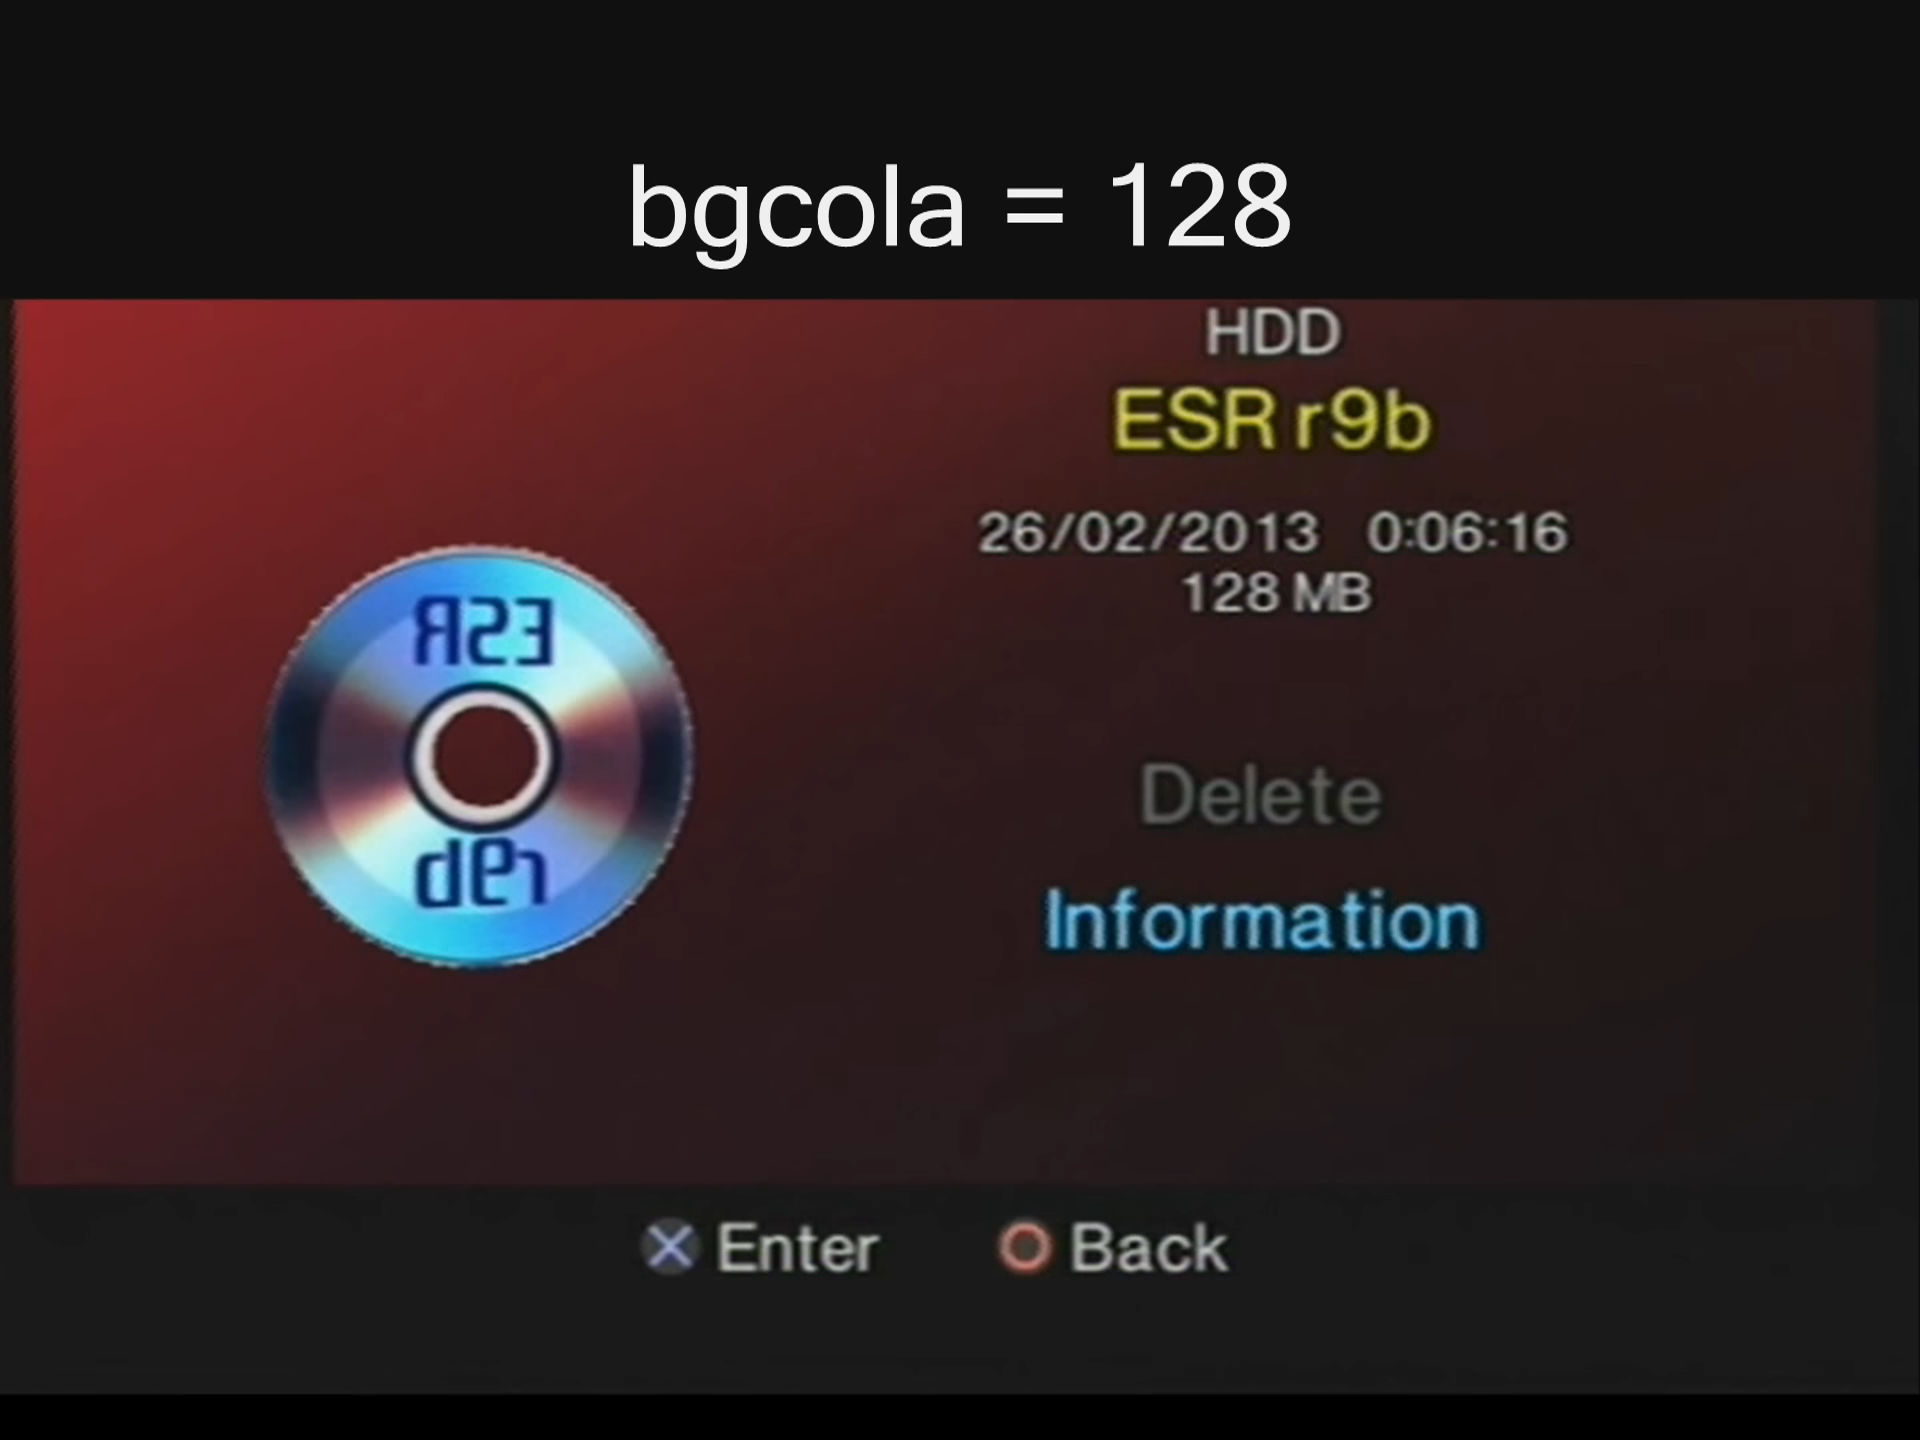 bgcola = 128
HDD
ESR r9b
26/02/2013 0:06:16
128 MB
ESR
r9b
Delete
Information
Enter
Back